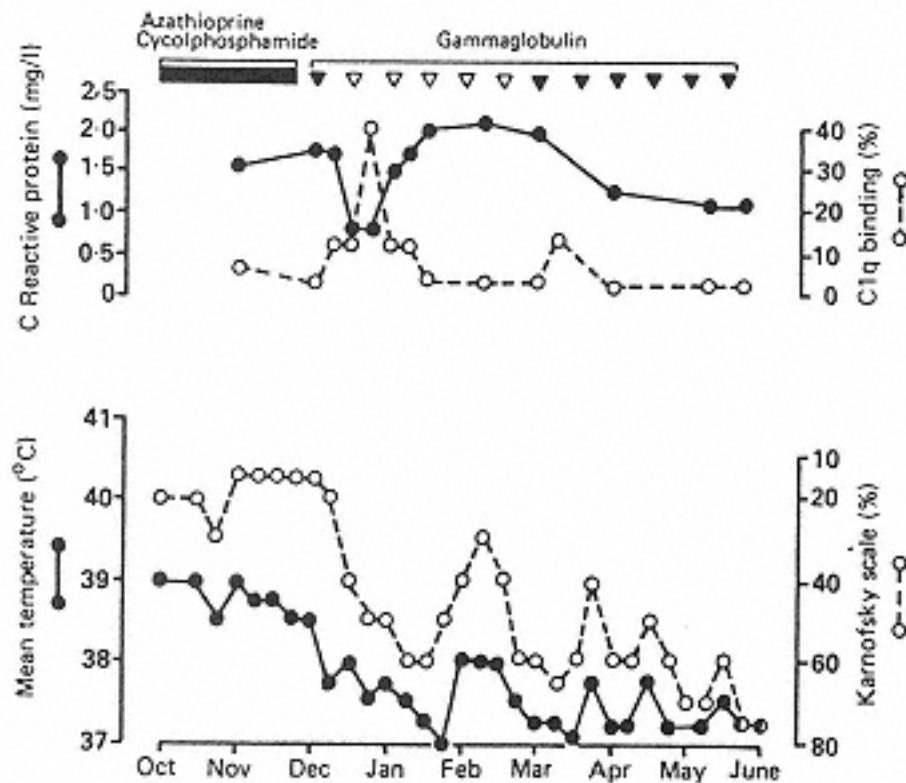 Azathioprine
Cycolphosphamide
Gammaglobulin
C Reactive protein (mg/l)
2·5
2·0
1·5
1·0
0·5
0
40
30
20
10
0
C1q binding (%)
Mean temperature (°C)
41
40
39
38
37
10
20
40
60
80
Karnofsky scale (%)
Oct Nov Dec Jan Feb Mar Apr May June